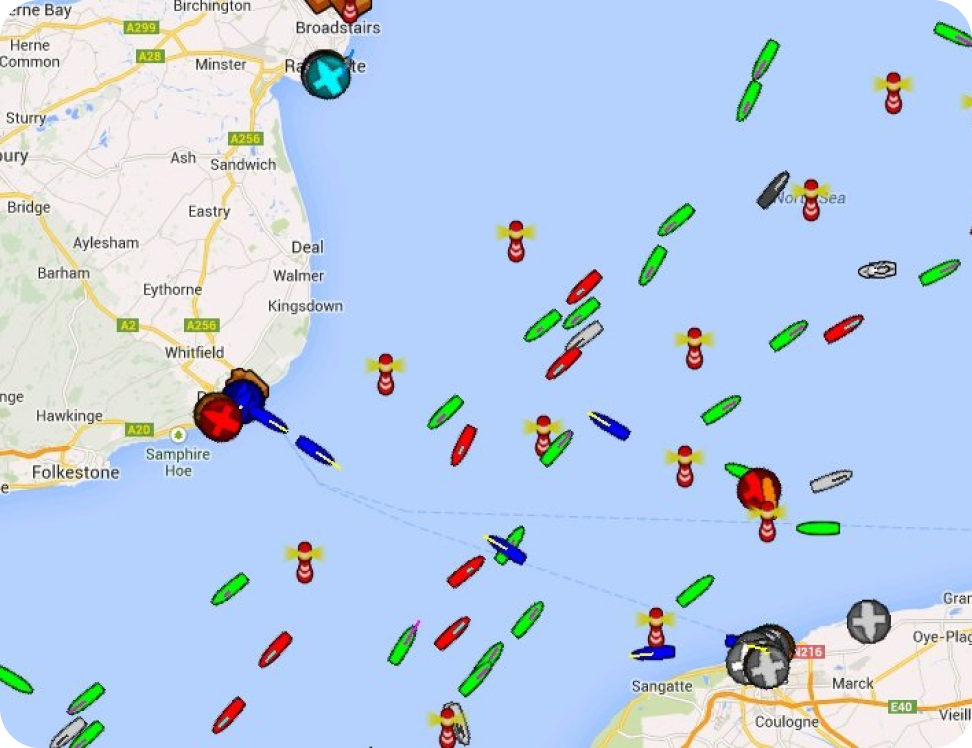 Birchington
A299
Broadstairs
Herne
Common
A28
Minster
Sturry
A256
Ash
Sandwich
Bridge
Eastry
North Sea
Aylesham
Deal
Barham
Walmer
Eythorne
Kingsdown
A2
A256
Whitfield
Hawkinge
A20
Samphire
Hoe
Folkestone
N216
Oye-Plag
Sangatte
Marck
E40
Coulogne